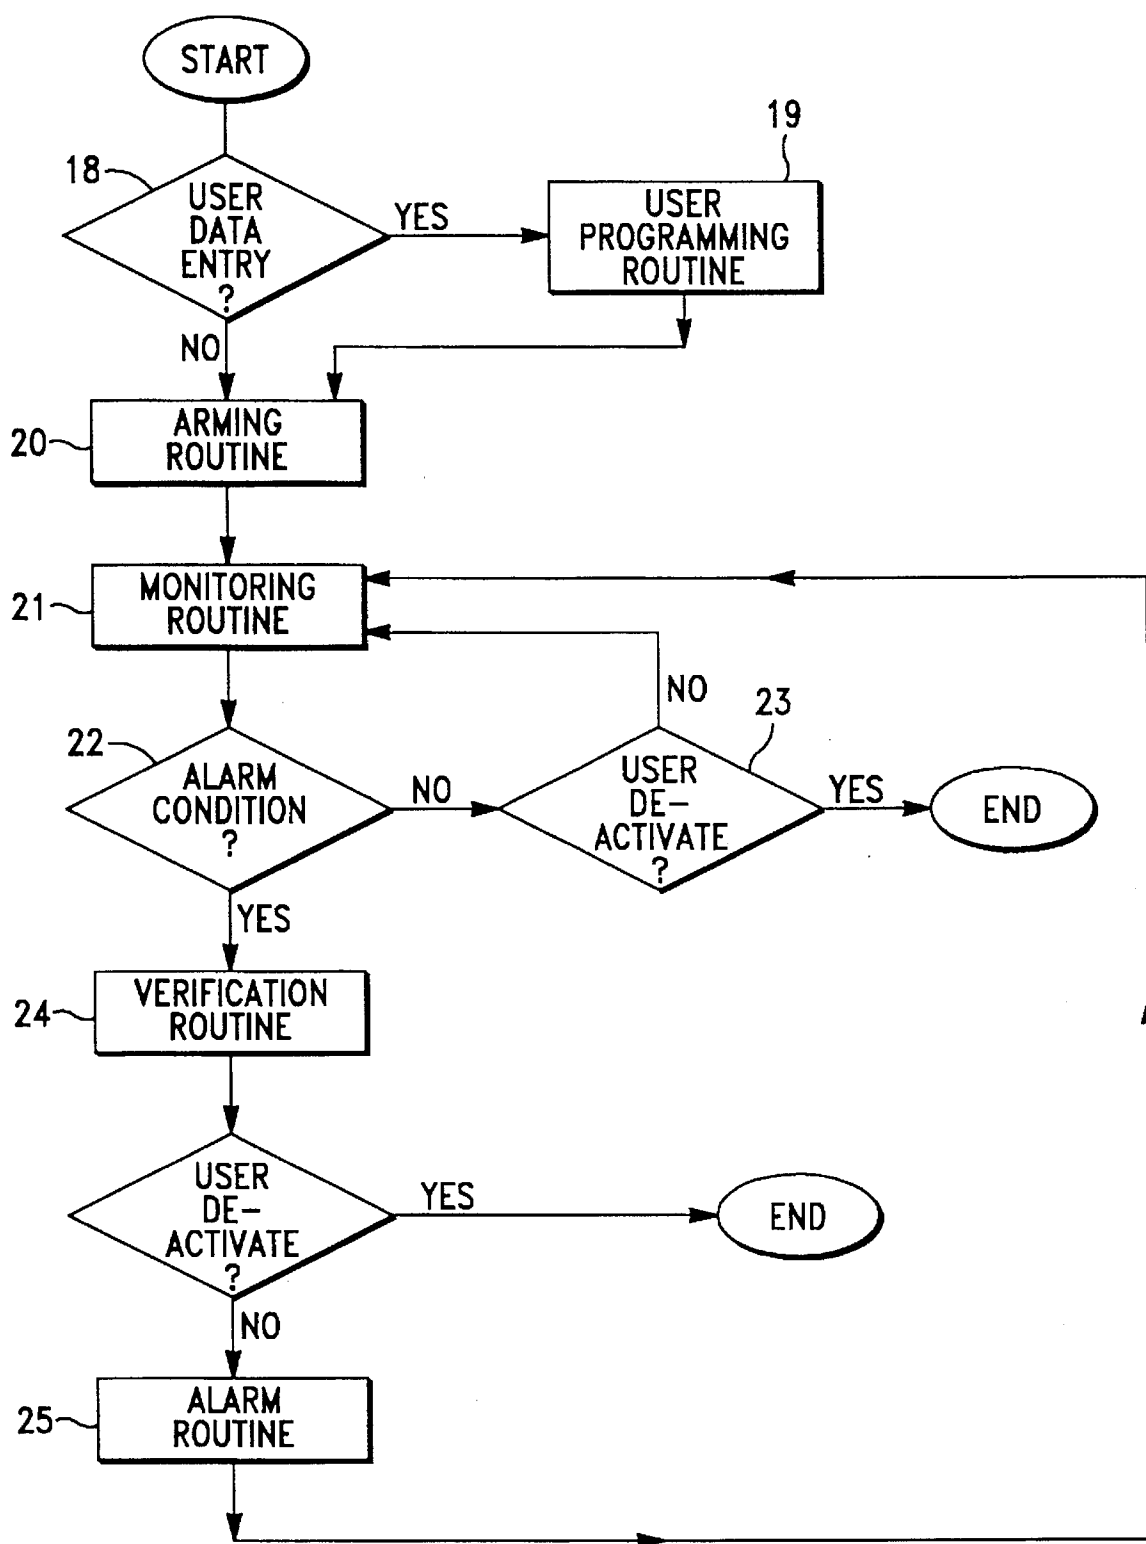 START
19
18
USER
DATA
ENTRY
?
YES
USER
PROGRAMMING
ROUTINE
NO
20
ARMING
ROUTINE
21
MONITORING
ROUTINE
NO
23
22
ALARM
CONDITION
?
NO
USER
DE-
ACTIVATE
?
YES
END
YES
24
VERIFICATION
ROUTINE
USER
DE-
ACTIVATE
?
YES
END
NO
25
ALARM
ROUTINE